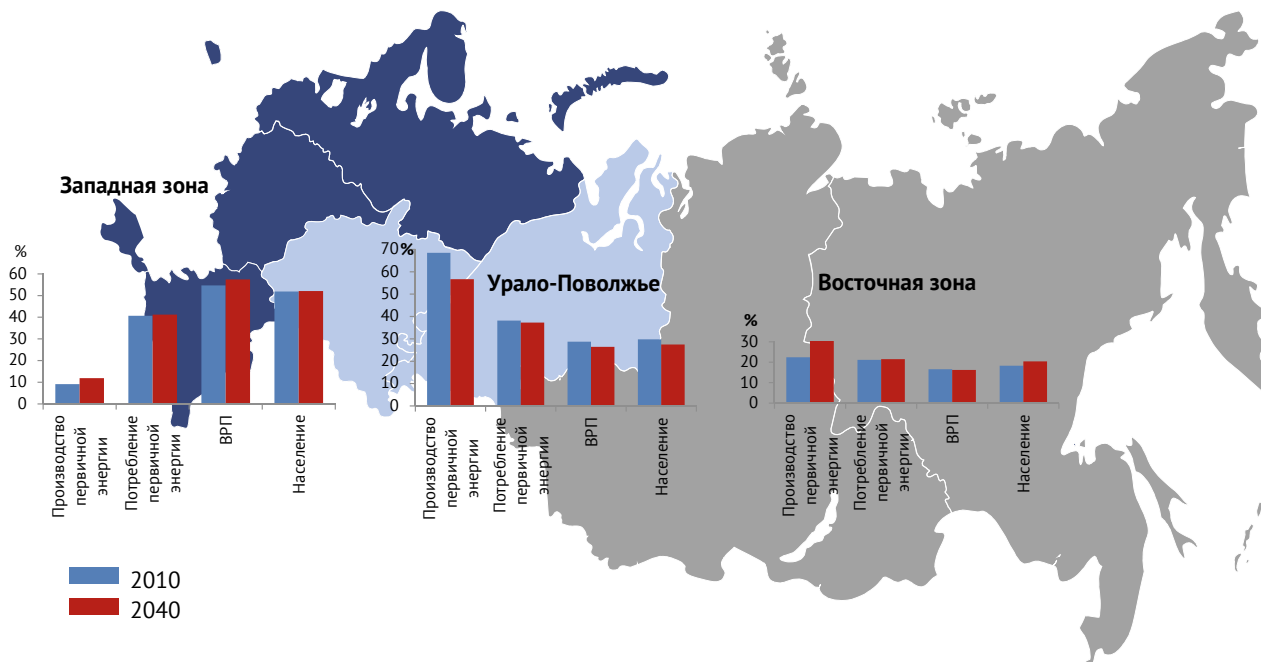 Западная зона
%
60
50
40
30
20
10
0
Производство
первичной
энергии
Потребление
первичной
энергии
ВРП
Население
Урало-Поволжье
%
70
60
50
40
30
20
10
0
Производство
первичной
энергии
Потребление
первичной
энергии
ВРП
Население
Восточная зона
%
30
20
10
0
Производство
первичной
энергии
Потребление
первичной
энергии
ВРП
Население
2010
2040